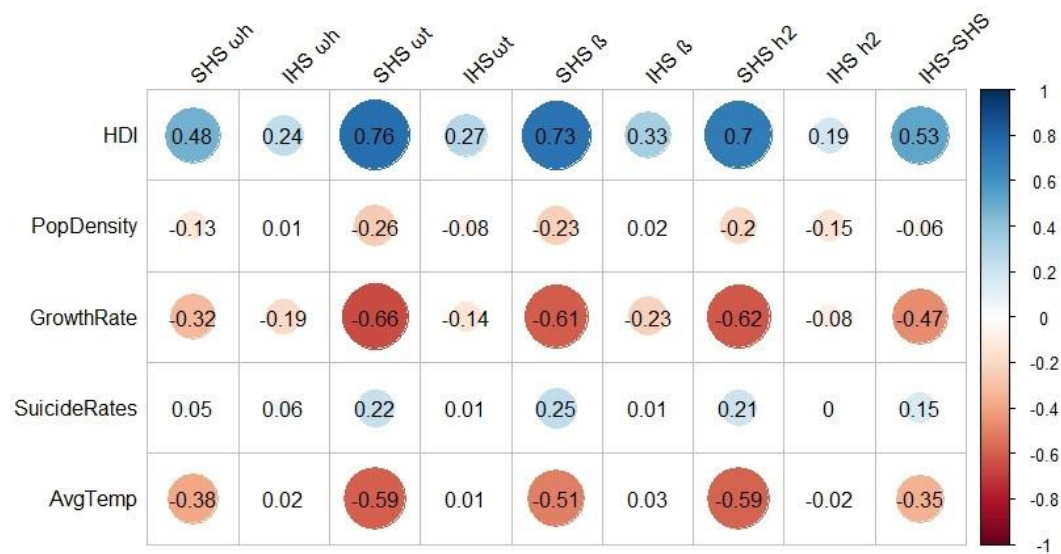 SHS ωh IHS ωh SHS ωt IHSωt SHS ß IHS ß SHS h2 IHS h2 IHS~SHS
HDI 0.48 0.24 0.76 0.27 0.73 0.33 0.7 0.19 0.53
PopDensity -0.13 0.01 -0.26 -0.08 -0.23 0.02 -0.2 -0.15 -0.06
GrowthRate -0.32 -0.19 -0.66 -0.14 -0.61 -0.23 -0.62 -0.08 -0.47
SuicideRates 0.05 0.06 0.22 0.01 0.25 0.01 0.21 0 0.15
AvgTemp -0.38 0.02 -0.59 0.01 -0.51 0.03 -0.59 -0.02 -0.35
1
0.8
0.6
0.4
0.2
0
-0.2
-0.4
-0.6
-0.8
-1